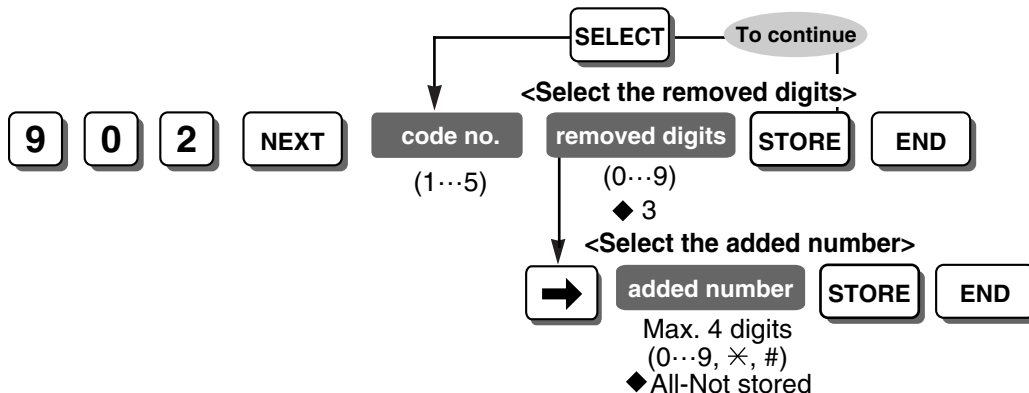 SELECT To continue
<Select the removed digits>
9 0 2 NEXT code no. removed digits STORE END
(1···5) (0···9)
◆ 3
<Select the added number>
➡ added number STORE END
Max. 4 digits
(0···9, ✳, #)
◆All-Not stored